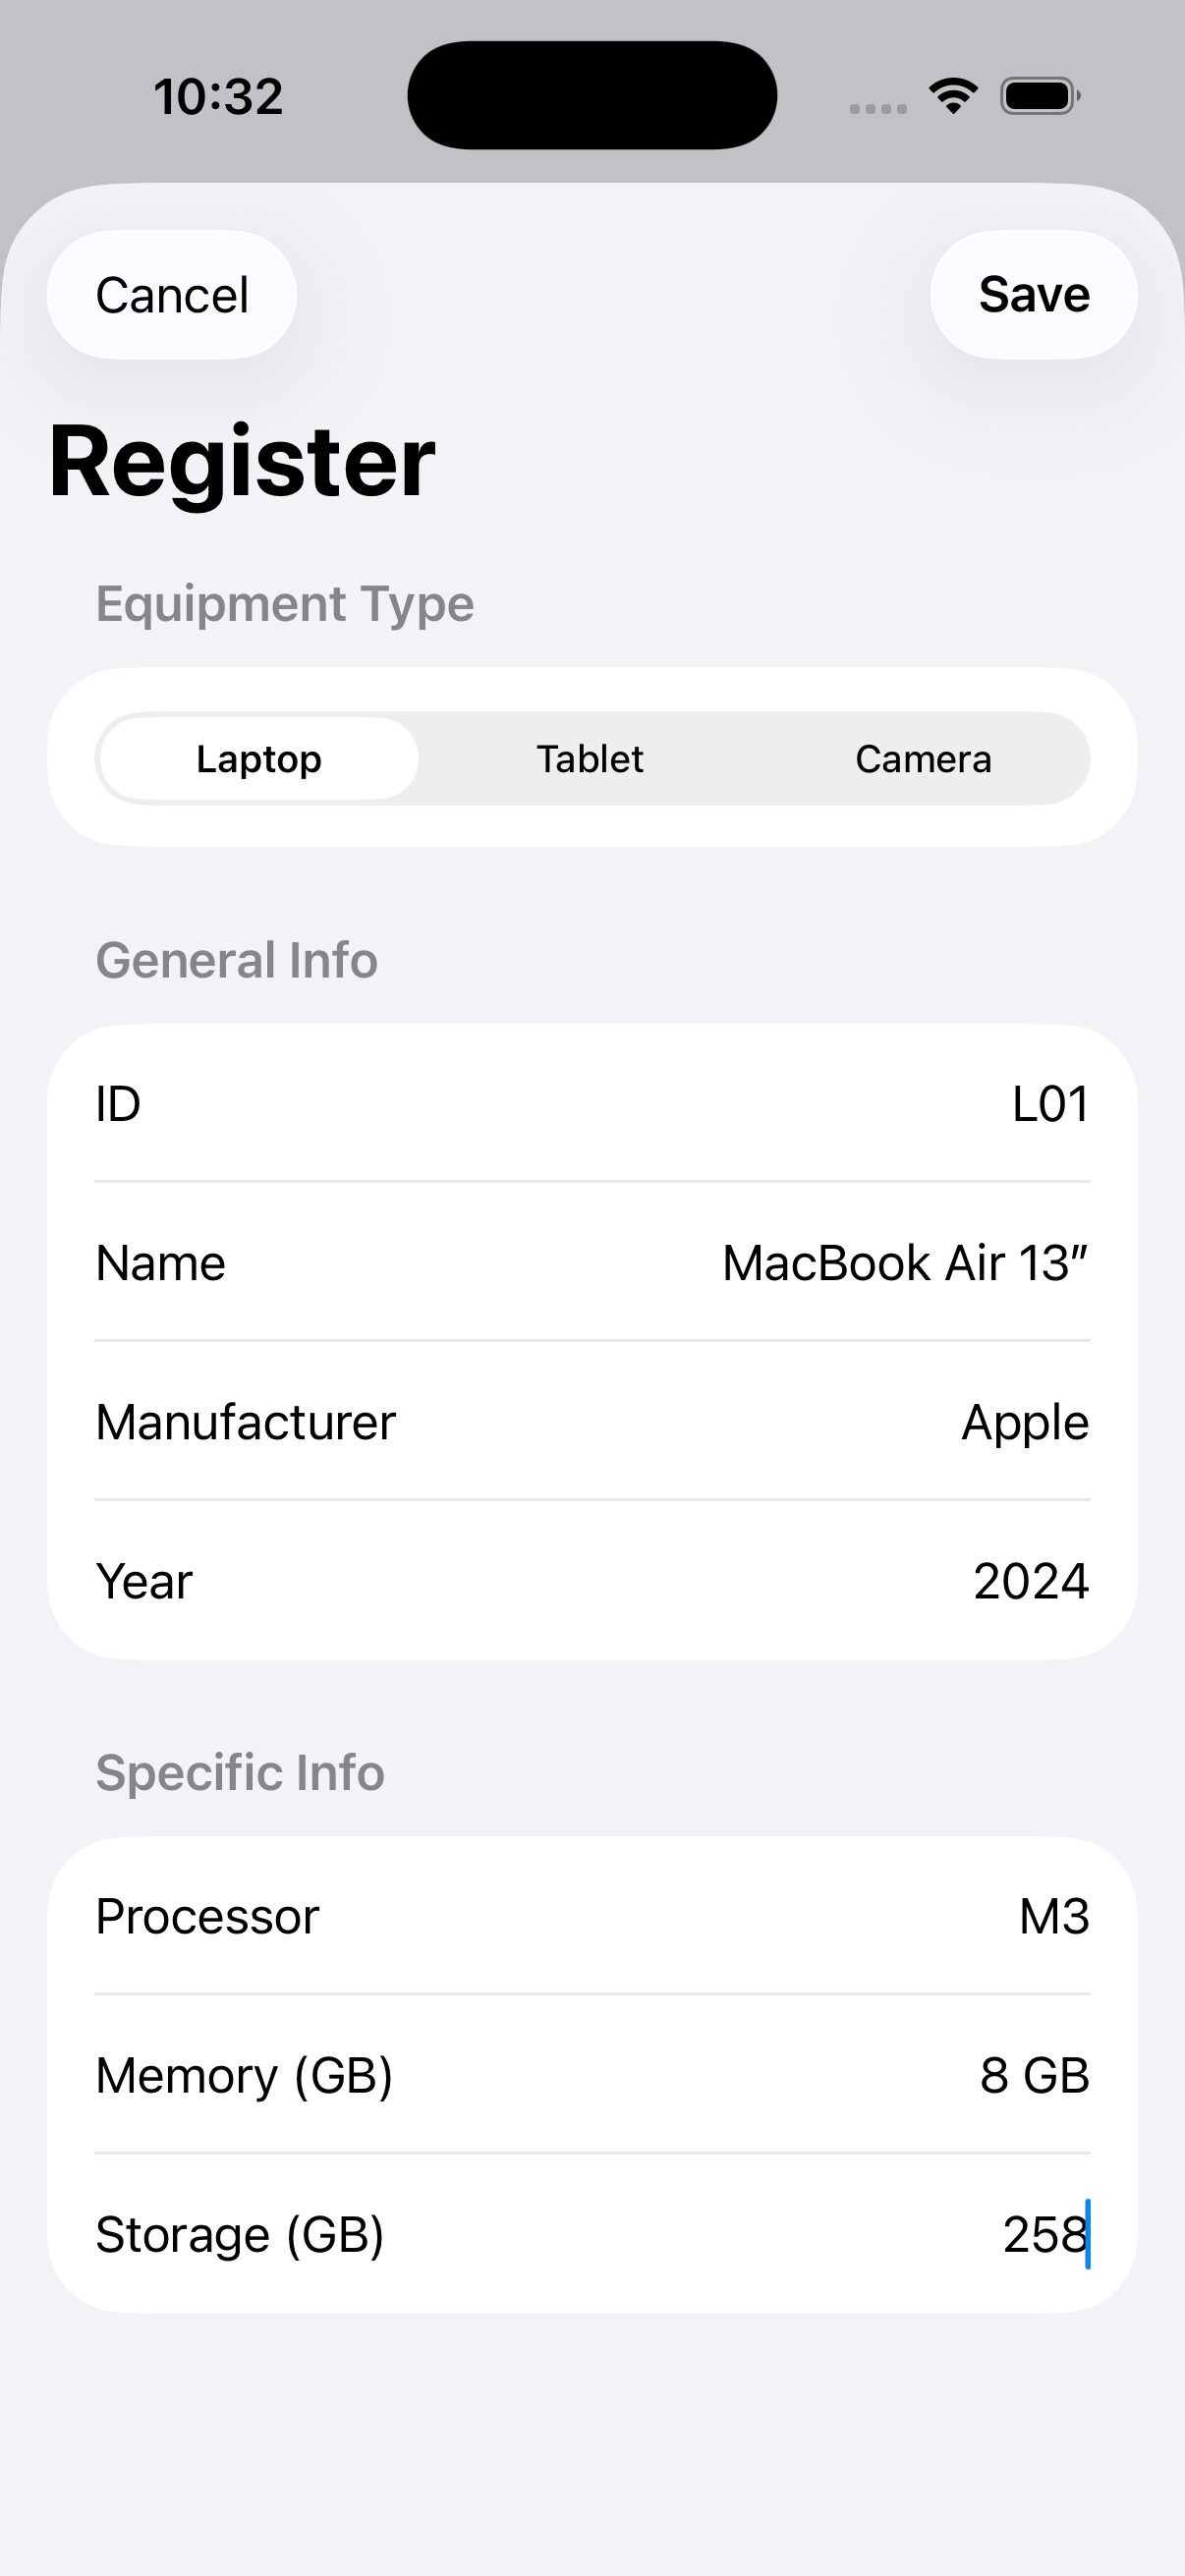 10:32
Cancel Save
Register
Equipment Type
Laptop Tablet Camera
General Info
ID L01
Name MacBook Air 13”
Manufacturer Apple
Year 2024
Specific Info
Processor M3
Memory (GB) 8 GB
Storage (GB) 258